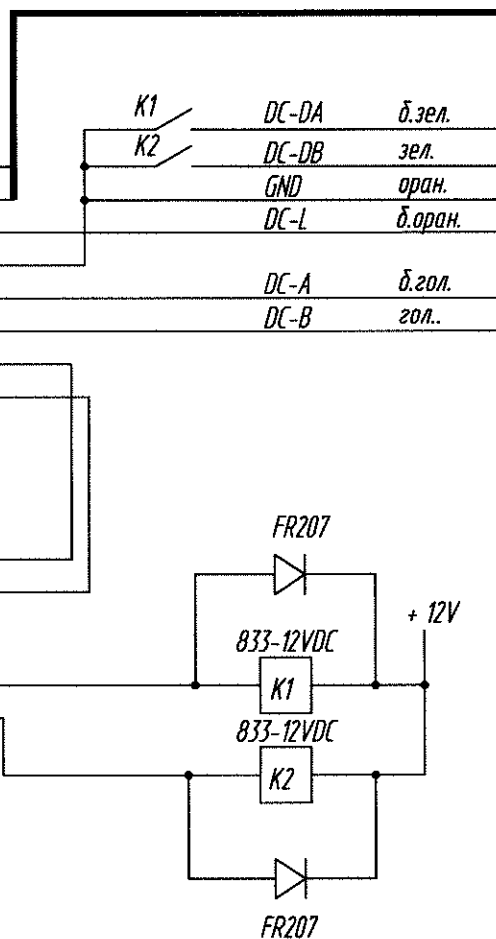 K1 DC-DA б.зел.
K2 DC-DB зел.
GND оран.
DC-L б.оран.
DC-A б.гол.
DC-B гол..
FR207
+ 12V
833-12VDC
K1
833-12VDC
K2
FR207